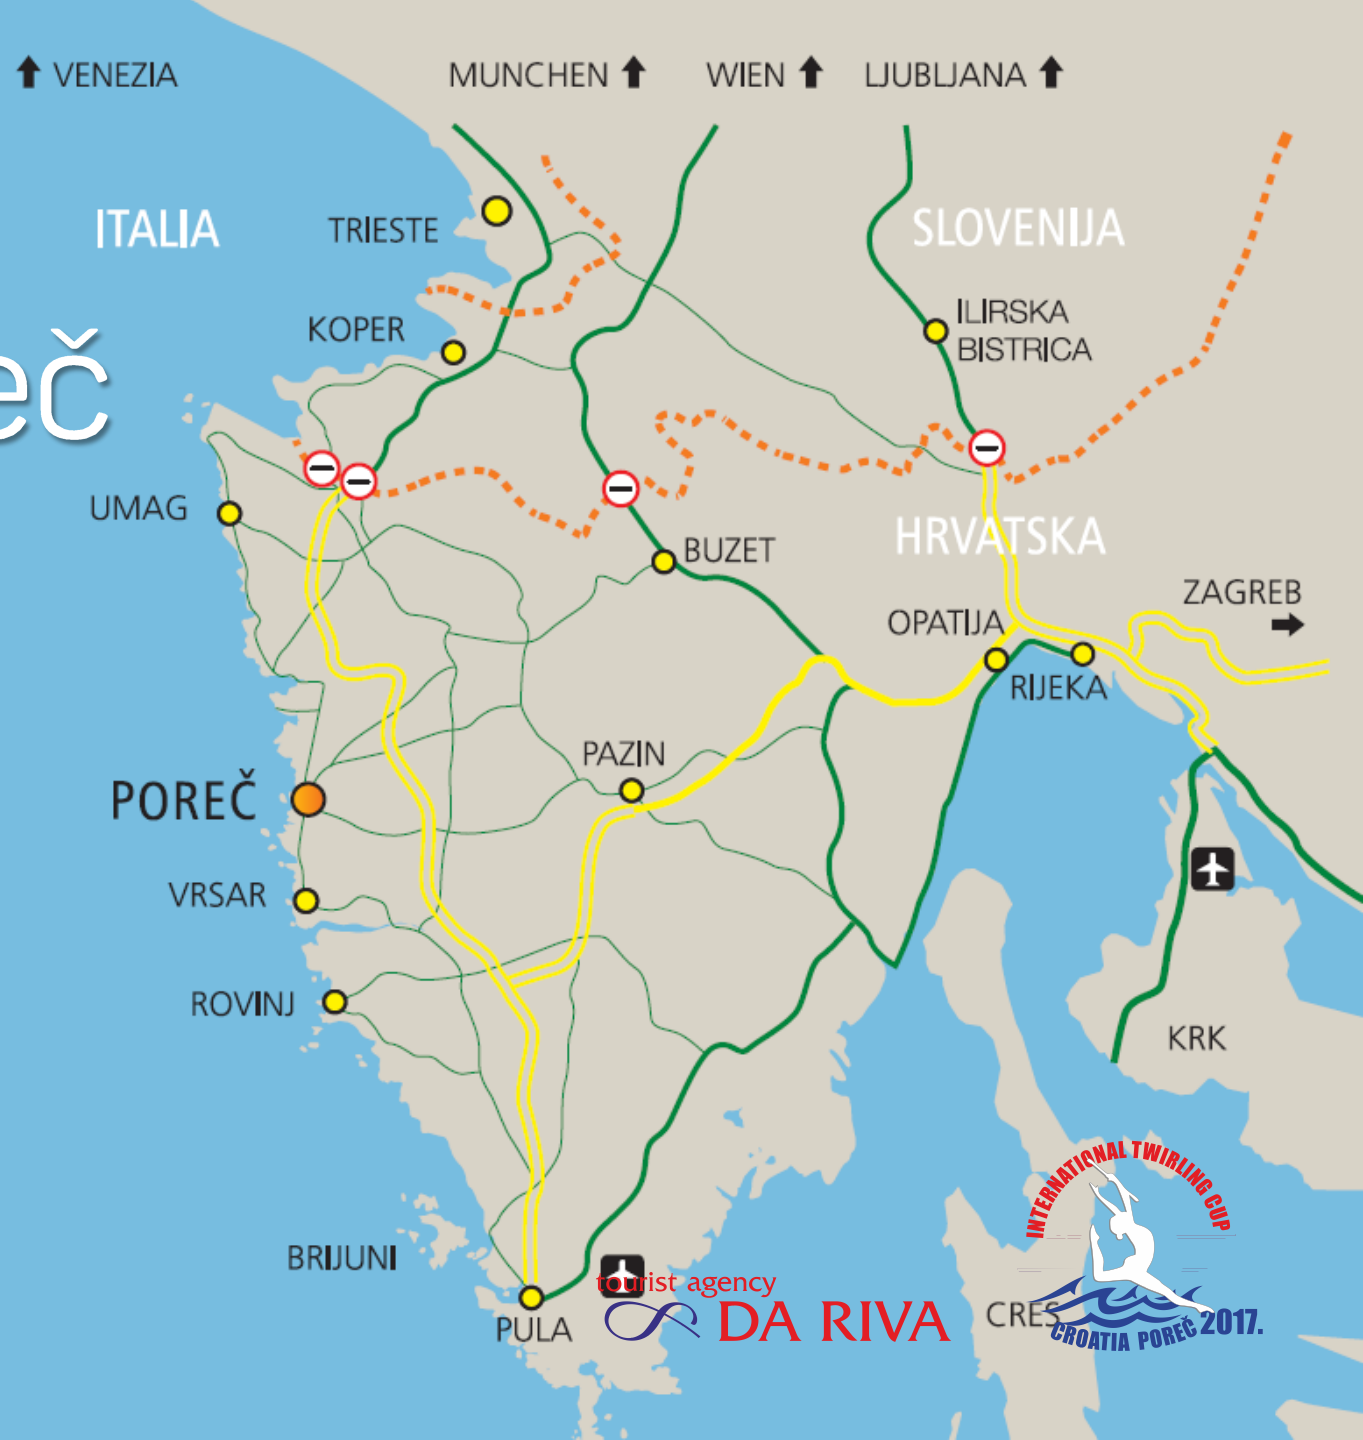 VENEZIA
MUNCHEN
WIEN
LJUBLJANA
ITALIA
TRIESTE
SLOVENIJA
KOPER
ILIRSKA
BISTRICA
eč
UMAG
HRVATSKA
BUZET
ZAGREB
OPATIJA
RIJEKA
PAZIN
POREČ
VRSAR
ROVINJ
KRK
INTERNATIONAL TWIRLING CUP
BRIJUNI
tourist agency
DA RIVA
PULA
CRES
CROATIA POREČ 2017.